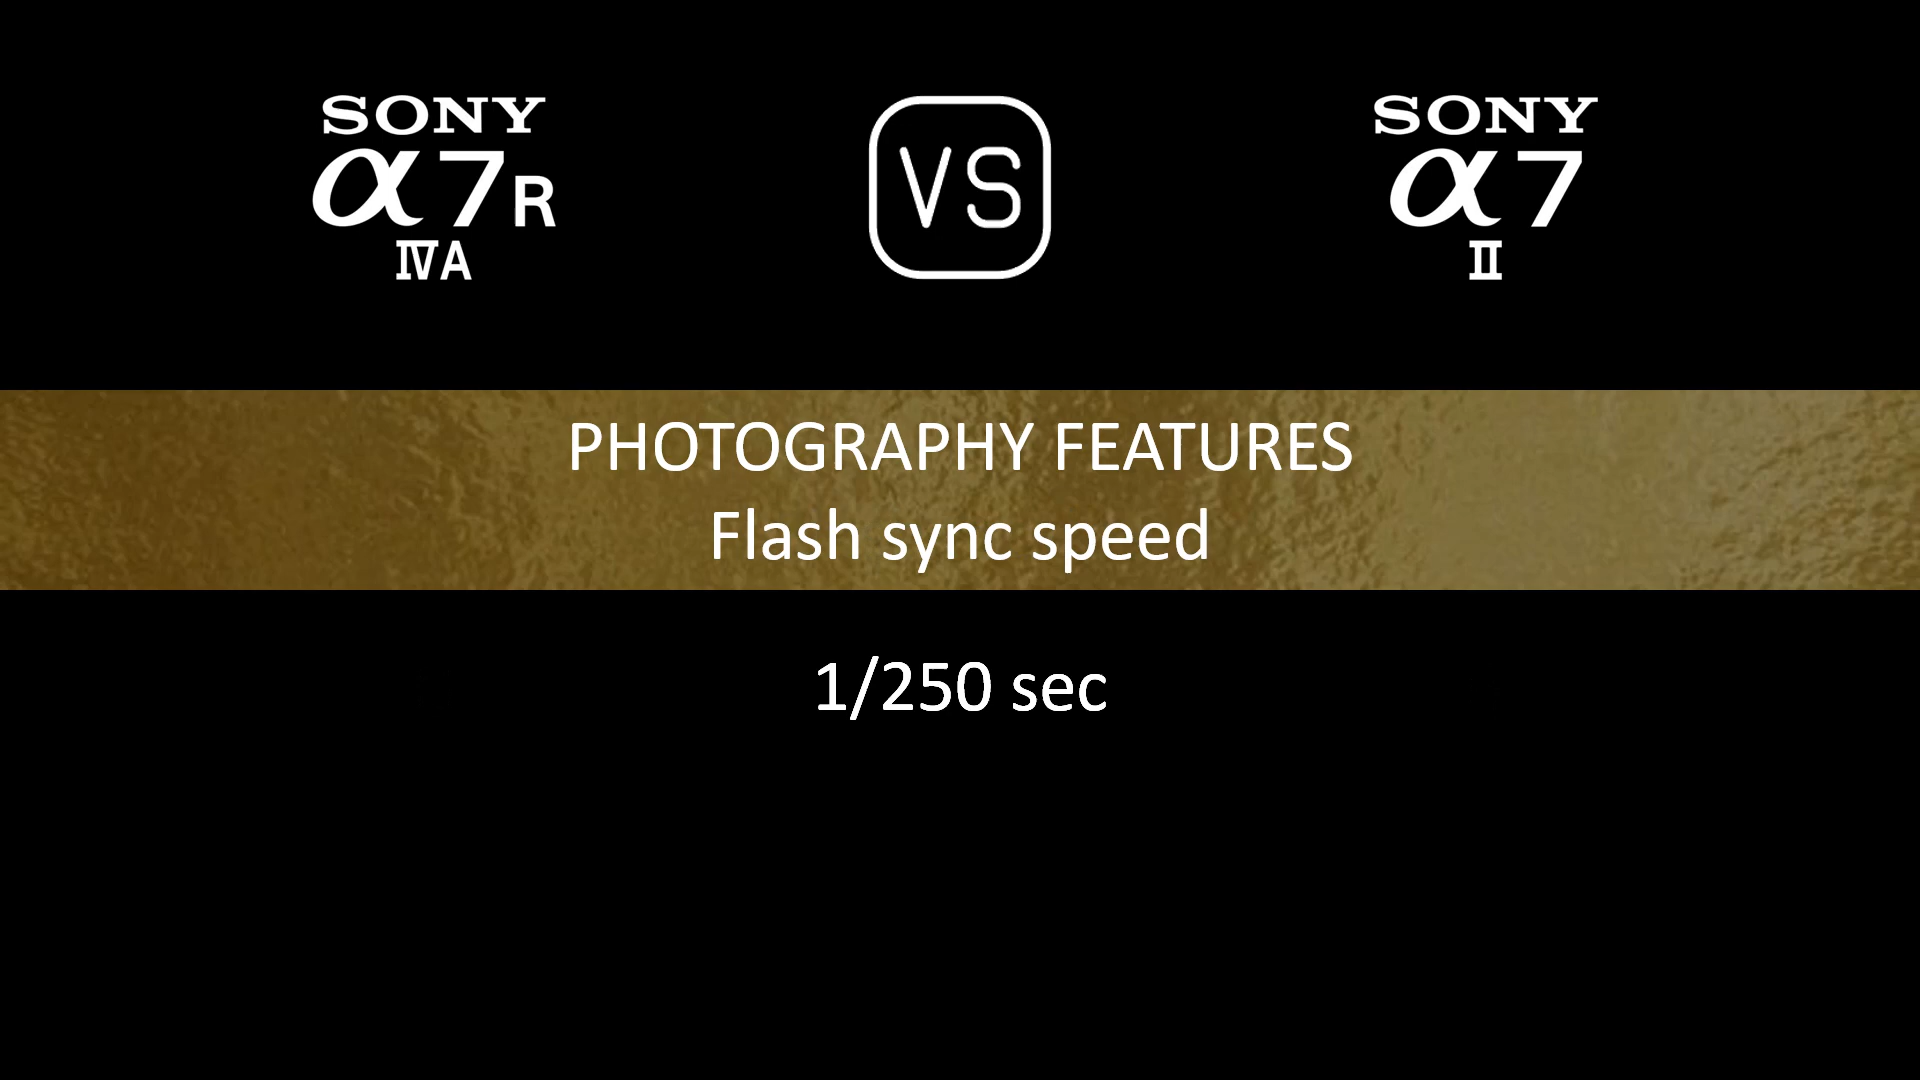 SONY
α7R
IVA
VS
SONY
α7
II
PHOTOGRAPHY FEATURES
Flash sync speed
1/250 sec